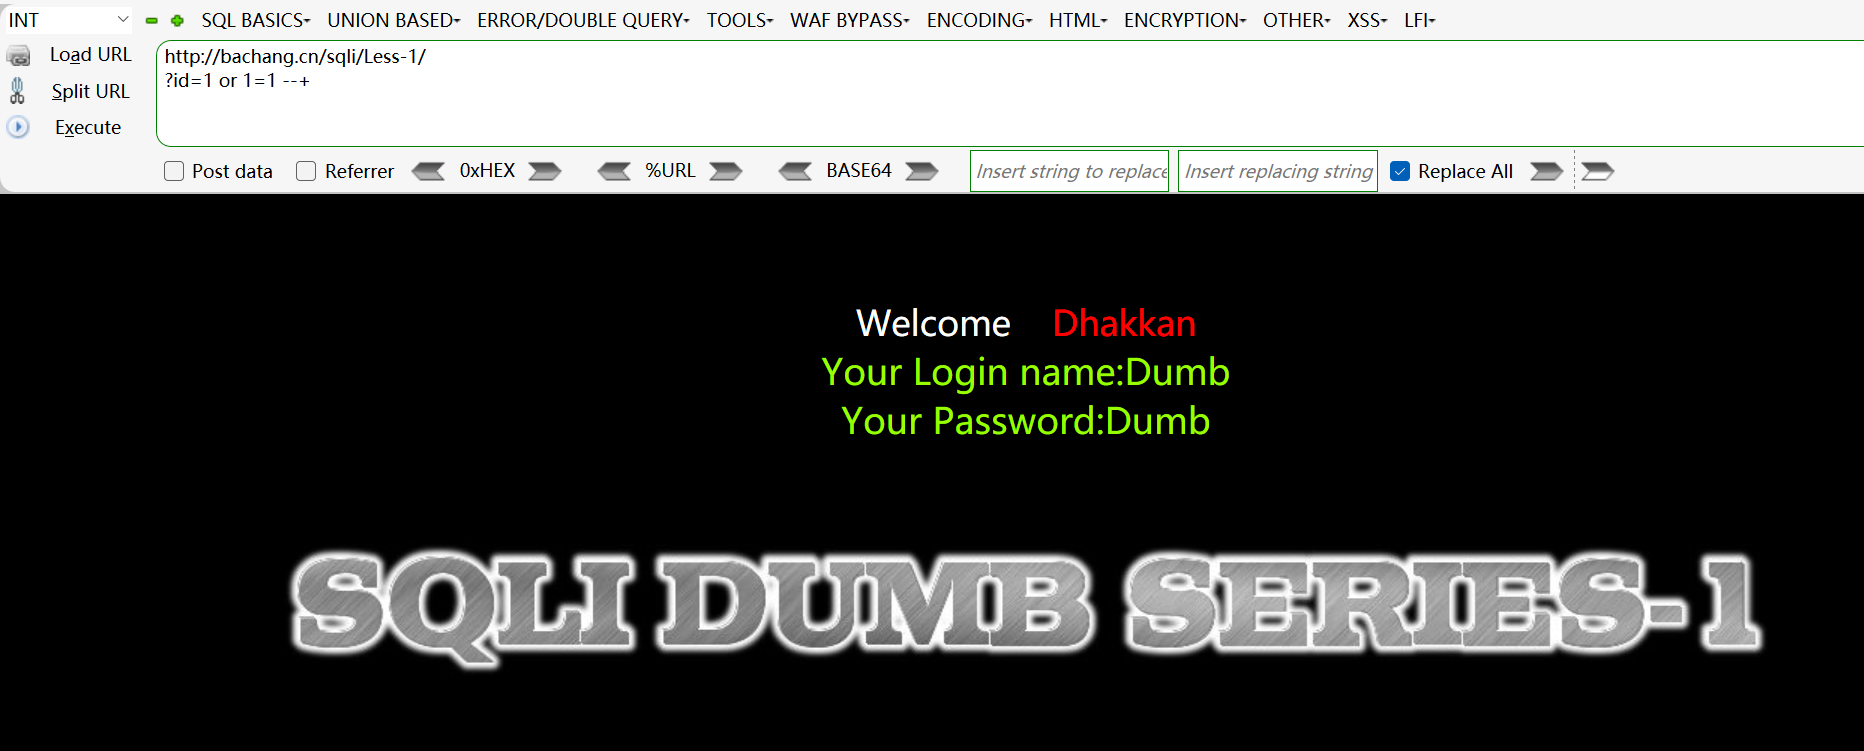 INT SQL BASICS UNION BASED ERROR/DOUBLE QUERY TOOLS WAF BYPASS ENCODING HTML ENCRYPTION OTHER XSS LFI
Load URL
http://bachang.cn/sqli/Less-1/
?id=1 or 1=1 --+
Split URL
Execute
Post data Referrer 0xHEX %URL BASE64 Insert string to replace Insert replacing string Replace All
Welcome Dhakkan
Your Login name:Dumb
Your Password:Dumb
SQLI DUMB SERIES-1